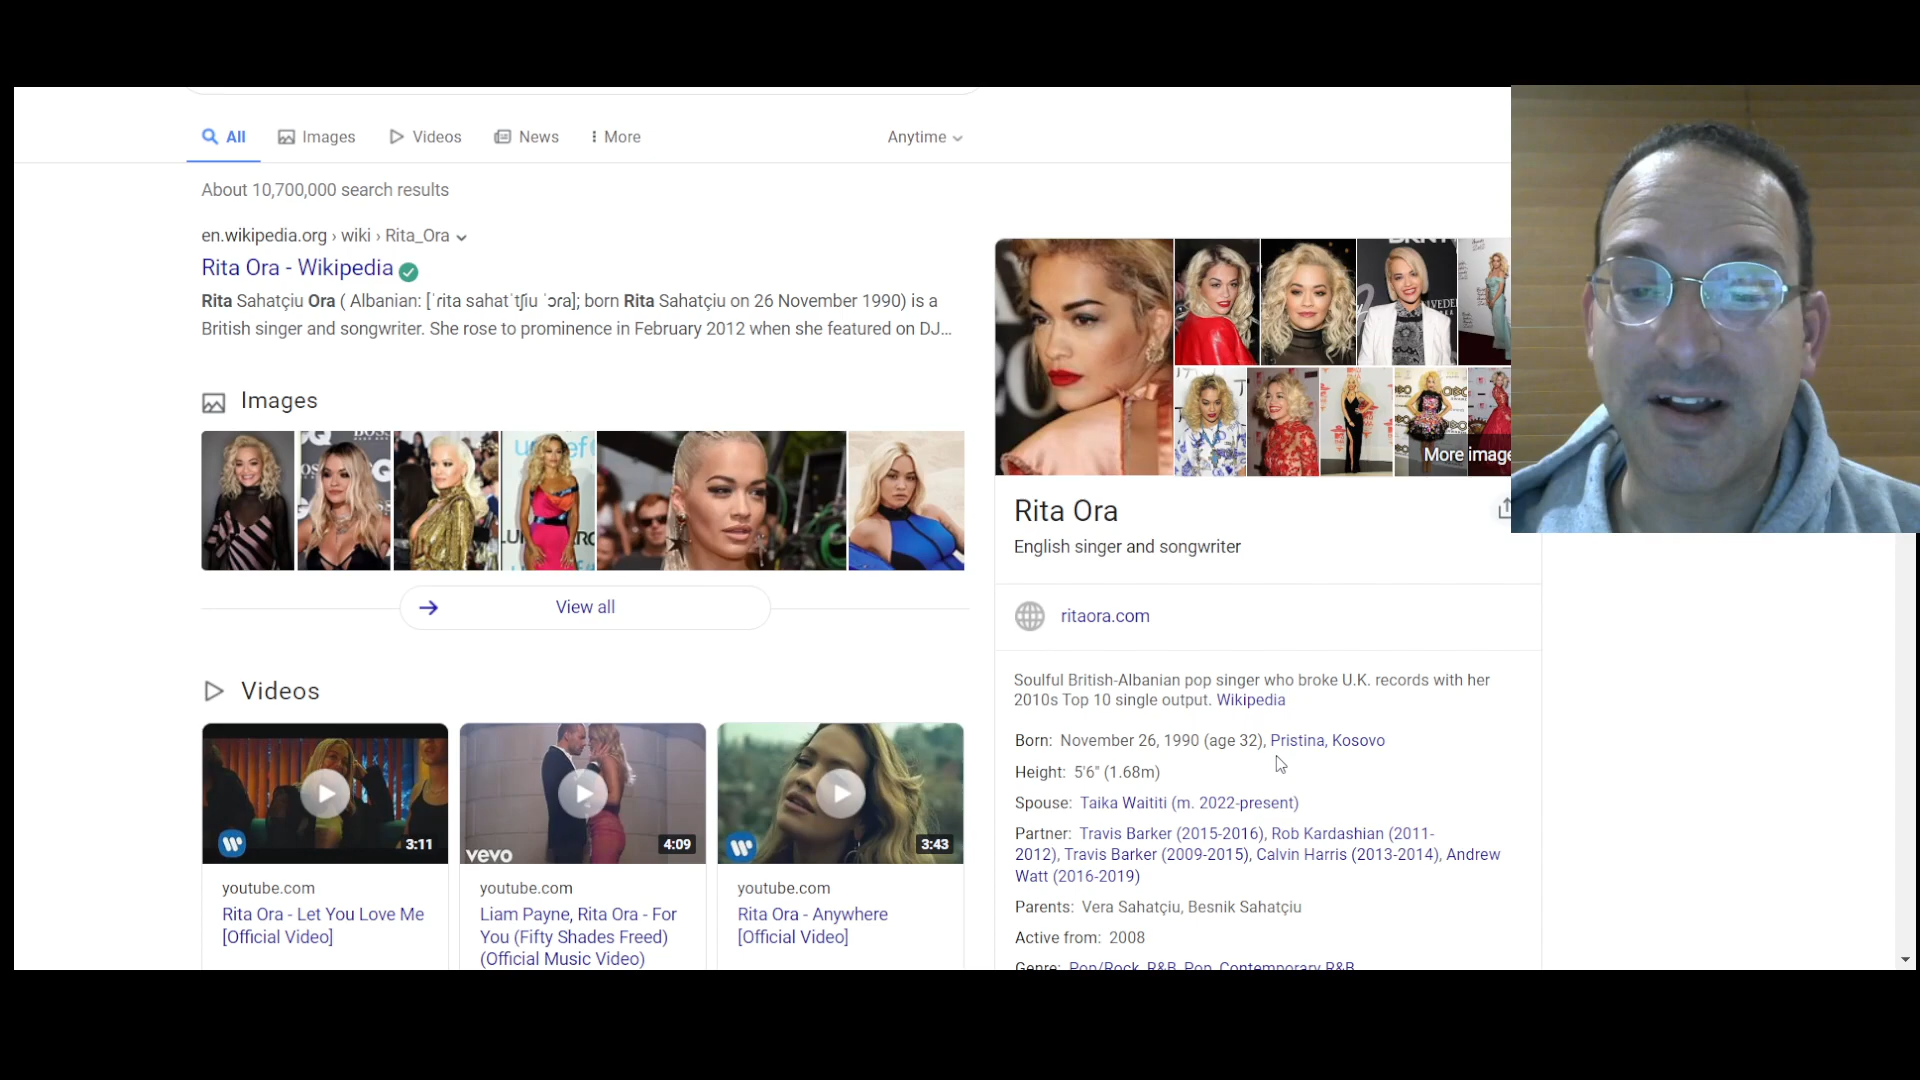 All
Images
Videos
News
More
Anytime
About 10,700,000 search results
en.wikipedia.org › wiki › Rita_Ora
Rita Ora - Wikipedia
Rita Sahatçiu Ora ( Albanian: [ˈrita sahatˈtʃiu ˈɔra]; born Rita Sahatçiu on 26 November 1990) is a
British singer and songwriter. She rose to prominence in February 2012 when she featured on DJ...
Images
View all
Videos
3:11
vevo
4:09
3:43
youtube.com
Rita Ora - Let You Love Me
[Official Video]
youtube.com
Liam Payne, Rita Ora - For
You (Fifty Shades Freed)
(Official Music Video)
youtube.com
Rita Ora - Anywhere
[Official Video]
More image
Rita Ora
English singer and songwriter
ritaora.com
Soulful British-Albanian pop singer who broke U.K. records with her
2010s Top 10 single output. Wikipedia
Born: November 26, 1990 (age 32), Pristina, Kosovo
Height: 5'6" (1.68m)
Spouse: Taika Waititi (m. 2022-present)
Partner: Travis Barker (2015-2016), Rob Kardashian (2011-
2012), Travis Barker (2009-2015), Calvin Harris (2013-2014), Andrew
Watt (2016-2019)
Parents: Vera Sahatçiu, Besnik Sahatçiu
Active from: 2008
Genre: Pop/Rock, R&B, Pop, Contemporary R&B